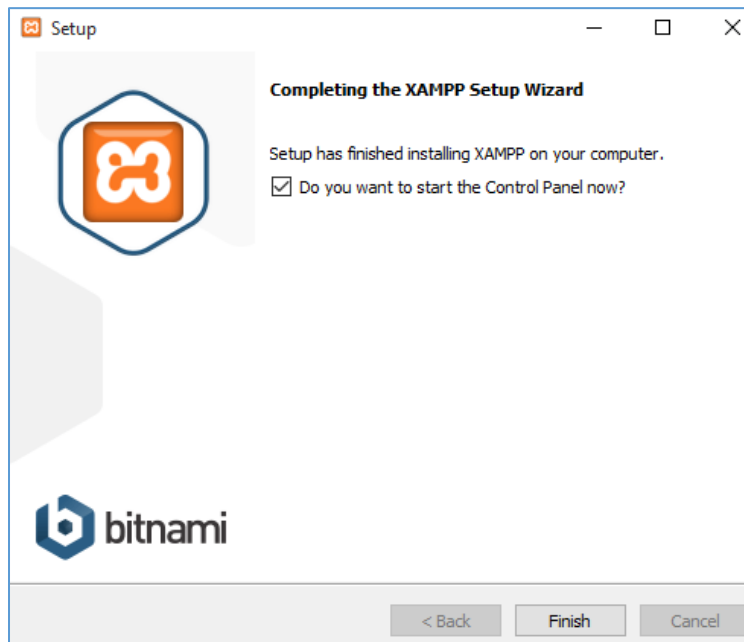 Setup
Completing the XAMPP Setup Wizard
Setup has finished installing XAMPP on your computer.
Do you want to start the Control Panel now?
bitnami
< Back Finish Cancel